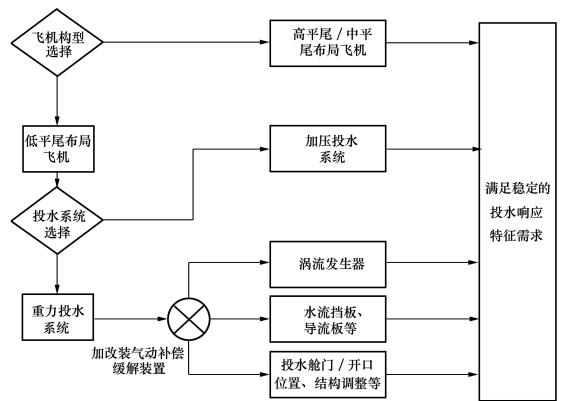 飞机构型
选择
高平尾/中平
尾布局飞机
低平尾布局
飞机
加压投水
系统
投水系统
选择
满足稳定的
投水响应
特征需求
涡流发生器
重力投水
系统
水流挡板、
导流板等
加改装气动补偿
缓解装置
投水舱门/开口
位置、结构调整等